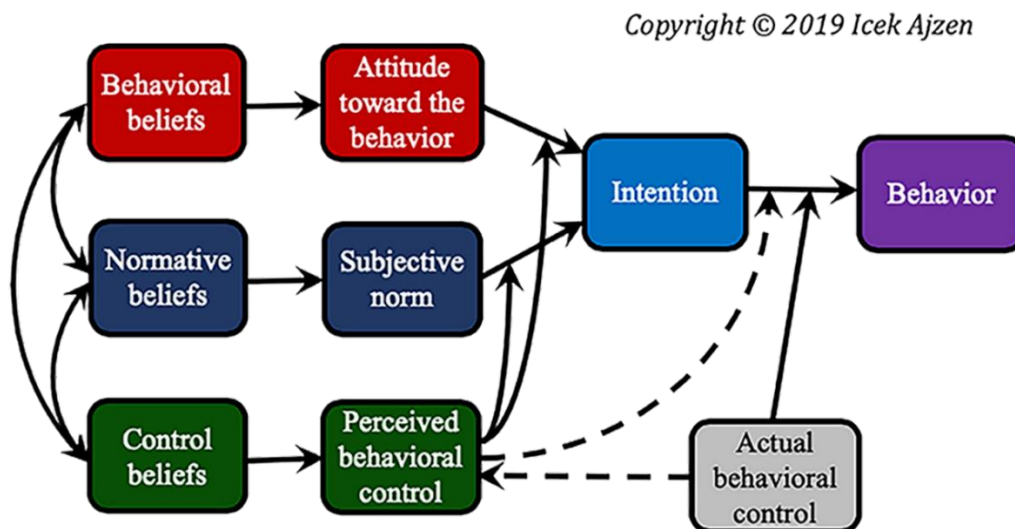 Copyright © 2019 Icek Ajzen
Behavioral
beliefs
Attitude
toward the
behavior
Intention
Behavior
Normative
beliefs
Subjective
norm
Control
beliefs
Perceived
behavioral
control
Actual
behavioral
control